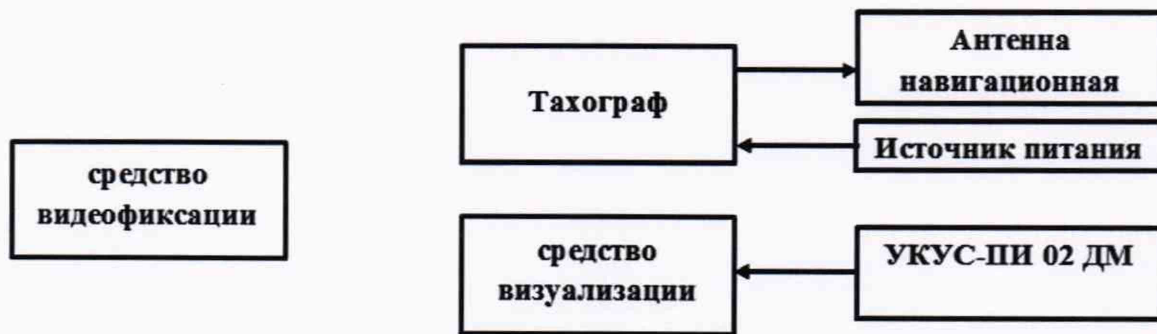 Антенна
навигационная
Тахограф
Источник питания
средство
видеофиксации
средство
визуализации
УКУС-ПИ 02 ДМ